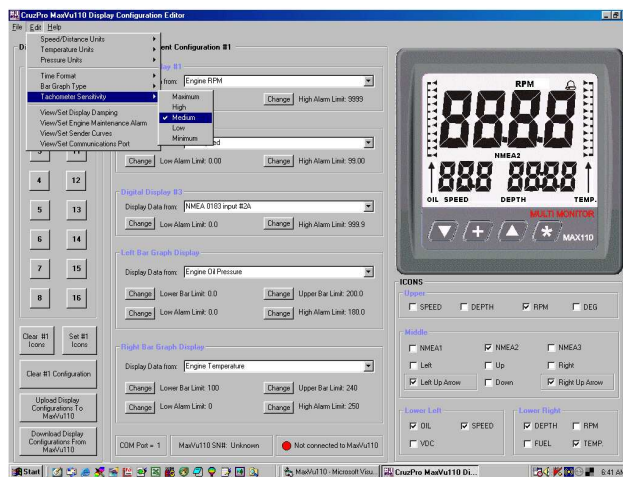 CruzPro MaxVu110 Display Configuration Editor
File Edit Help
Speed/Distance Units
Temperature Units
Pressure Units
Time Format
Bar Graph Type
Tachometer Sensitivity
View/Set Display Damping
View/Set Engine Maintenance Alarm
View/Set Sender Curves
View/Set Communications Port
Maximum
High
Medium
Low
Minimum
Configuration #1
Engine RPM
Change High Alarm Limit: 9999
Change Low Alarm Limit: 0.00 Change High Alarm Limit: 99.00
4 12
5 13
6 14
7 15
8 16
Digital Display #3
Display Data from: NMEA 0183 input #2A
Change Low Alarm Limit: 0.0 Change High Alarm Limit: 999.9
Left Bar Graph Display
Display Data from: Engine Oil Pressure
Change Lower Bar Limit: 0.0 Change Upper Bar Limit: 200.0
Change Low Alarm Limit: 0.0 Change High Alarm Limit: 180.0
Right Bar Graph Display
Display Data from: Engine Temperature
Change Lower Bar Limit: 100 Change Upper Bar Limit: 240
Change Low Alarm Limit: 0 Change High Alarm Limit: 250
Clear #1 Icons
Set #1 Icons
Clear #1 Configuration
Upload Display Configurations To MaxVu110
Download Display Configurations From MaxVu110
COM Port = 1 MaxVu110 SN#: Unknown Not connected to MaxVu110
RPM
88.8.8
NMEA2
888 8888
OIL SPEED DEPTH TEMP.
MULTI MONITOR
MAX110
ICONS
Upper
SPEED DEPTH RPM DEG
Middle
NMEA1 NMEA2 NMEA3
Left Up Right
Left Up Arrow Down Right Up Arrow
Lower Left
OIL SPEED
VDC
Lower Right
DEPTH RPM
FUEL TEMP.
Start MaxVu110 - Microsoft Visu... CruzPro MaxVu110 Di... 6:41 AM